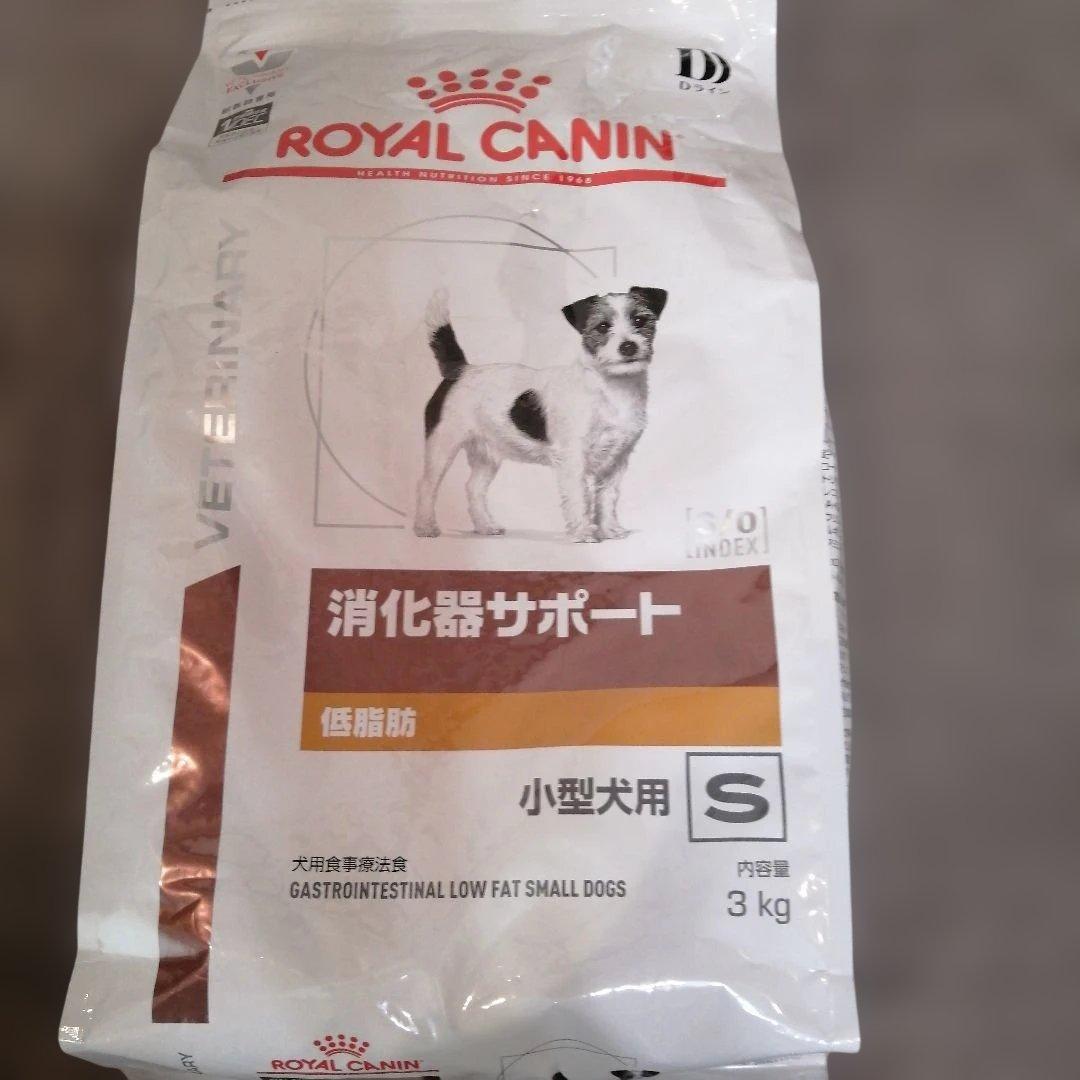 EXCLUSIVE
D
Dライン
ROYAL CANIN
HEALTH NUTRITION SINCE 1968
VETERINARY
S/O
INDEX
消化器サポート
低脂肪
小型犬用 S
犬用食事療法食
GASTROINTESTINAL LOW FAT SMALL DOGS
内容量
3 kg
ROYAL CANIN